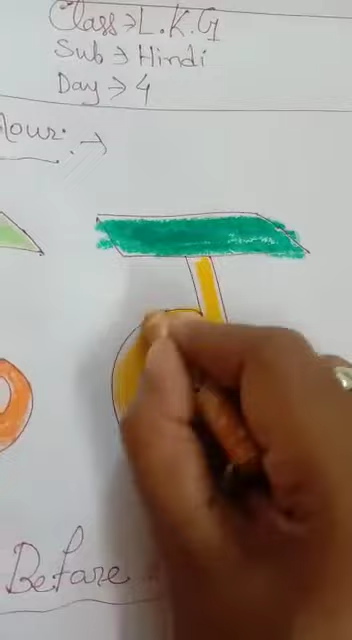 Class → L.K.G
Sub → Hindi
Day → 4
lour: →
Before